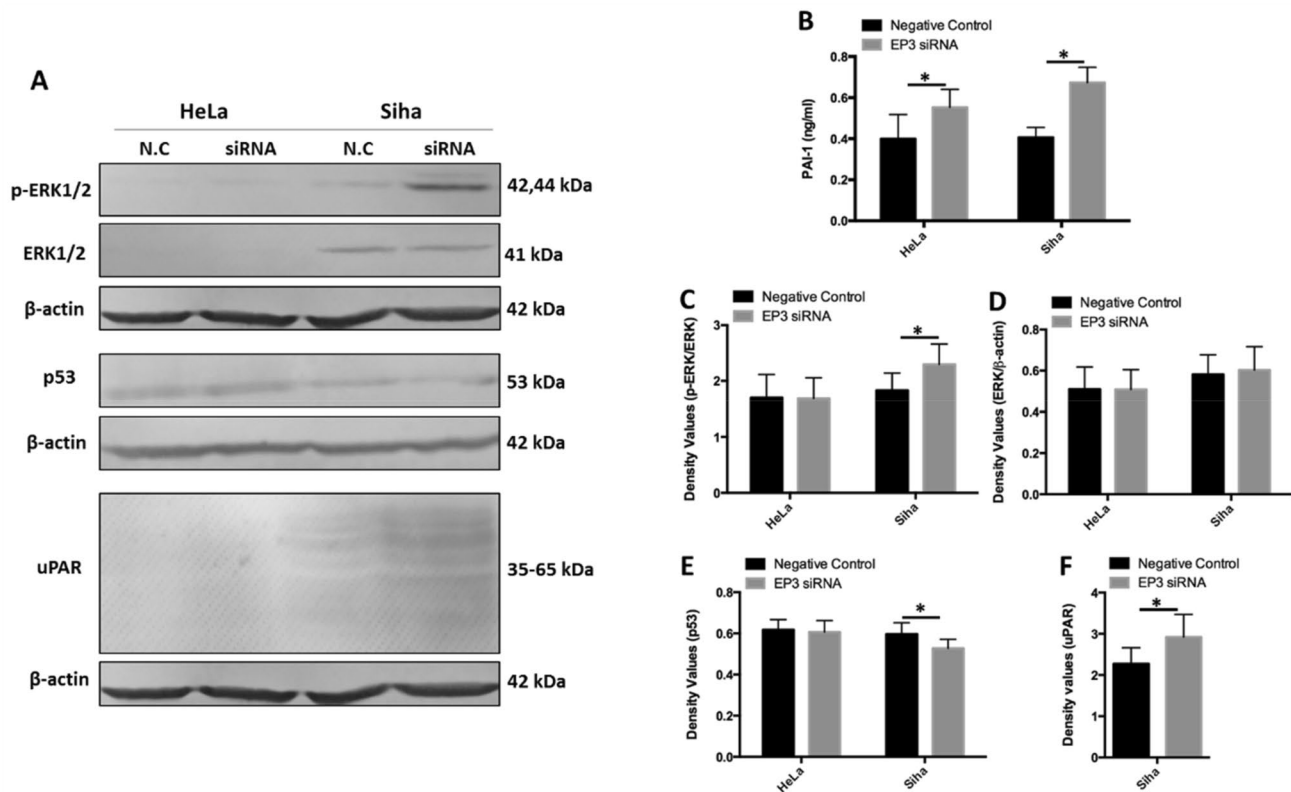 A
HeLa Siha
N.C siRNA N.C siRNA
p-ERK1/2 42,44 kDa
ERK1/2 41 kDa
β-actin 42 kDa
p53 53 kDa
β-actin 42 kDa
uPAR 35-65 kDa
β-actin 42 kDa
B
Negative Control
EP3 siRNA
PAI-1 (ng/ml)
0.8
0.6
0.4
0.2
0.0
* *
HeLa Siha
C
Negative Control
EP3 siRNA
Density Values (p-ERK/ERK)
3
2
1
0
*
HeLa Siha
D
Negative Control
EP3 siRNA
Density Values (ERK/β-actin)
0.8
0.6
0.4
0.2
0.0
HeLa Siha
E
Negative Control
EP3 siRNA
Density Values (p53)
0.8
0.6
0.4
0.2
0.0
*
HeLa Siha
F
Negative Control
EP3 siRNA
Density values (uPAR)
4
3
2
1
0
*
Siha